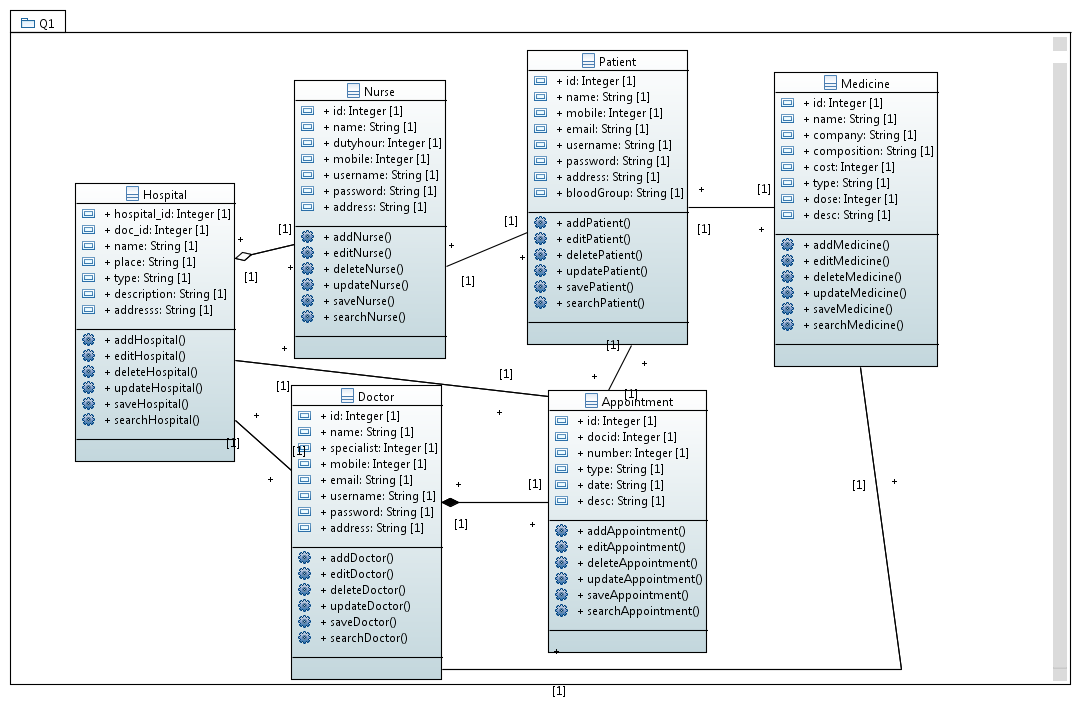 Q1
Hospital
+ hospital_id: Integer [1]
+ doc_id: Integer [1]
+ name: String [1]
+ place: String [1]
+ type: String [1]
+ description: String [1]
+ addresss: String [1]
+ addHospital()
+ editHospital()
+ deleteHospital()
+ updateHospital()
+ saveHospital()
+ searchHospital()
Nurse
+ id: Integer [1]
+ name: String [1]
+ dutyhour: Integer [1]
+ mobile: Integer [1]
+ username: String [1]
+ password: String [1]
+ address: String [1]
+ addNurse()
+ editNurse()
+ deleteNurse()
+ updateNurse()
+ saveNurse()
+ searchNurse()
Patient
+ id: Integer [1]
+ name: String [1]
+ mobile: Integer [1]
+ email: String [1]
+ username: String [1]
+ password: String [1]
+ address: String [1]
+ bloodGroup: String [1]
+ addPatient()
+ editPatient()
+ deletePatient()
+ updatePatient()
+ savePatient()
+ searchPatient()
Medicine
+ id: Integer [1]
+ name: String [1]
+ company: String [1]
+ composition: String [1]
+ cost: Integer [1]
+ type: String [1]
+ dose: Integer [1]
+ desc: String [1]
+ addMedicine()
+ editMedicine()
+ deleteMedicine()
+ updateMedicine()
+ saveMedicine()
+ searchMedicine()
Doctor
+ id: Integer [1]
+ name: String [1]
+ specialist: Integer [1]
+ mobile: Integer [1]
+ email: String [1]
+ username: String [1]
+ password: String [1]
+ address: String [1]
+ addDoctor()
+ editDoctor()
+ deleteDoctor()
+ updateDoctor()
+ saveDoctor()
+ searchDoctor()
Appointment
+ id: Integer [1]
+ docid: Integer [1]
+ number: Integer [1]
+ type: String [1]
+ date: String [1]
+ desc: String [1]
+ addAppointment()
+ editAppointment()
+ deleteAppointment()
+ updateAppointment()
+ saveAppointment()
+ searchAppointment()
+
[1]
[1]
+
+
[1]
[1]
+
+
[1]
[1]
+
+
[1]
[1]
+
[1]
+
+
[1]
+
[1]
[1]
+
+
[1]
[1]
+
[1]
+
+
[1]